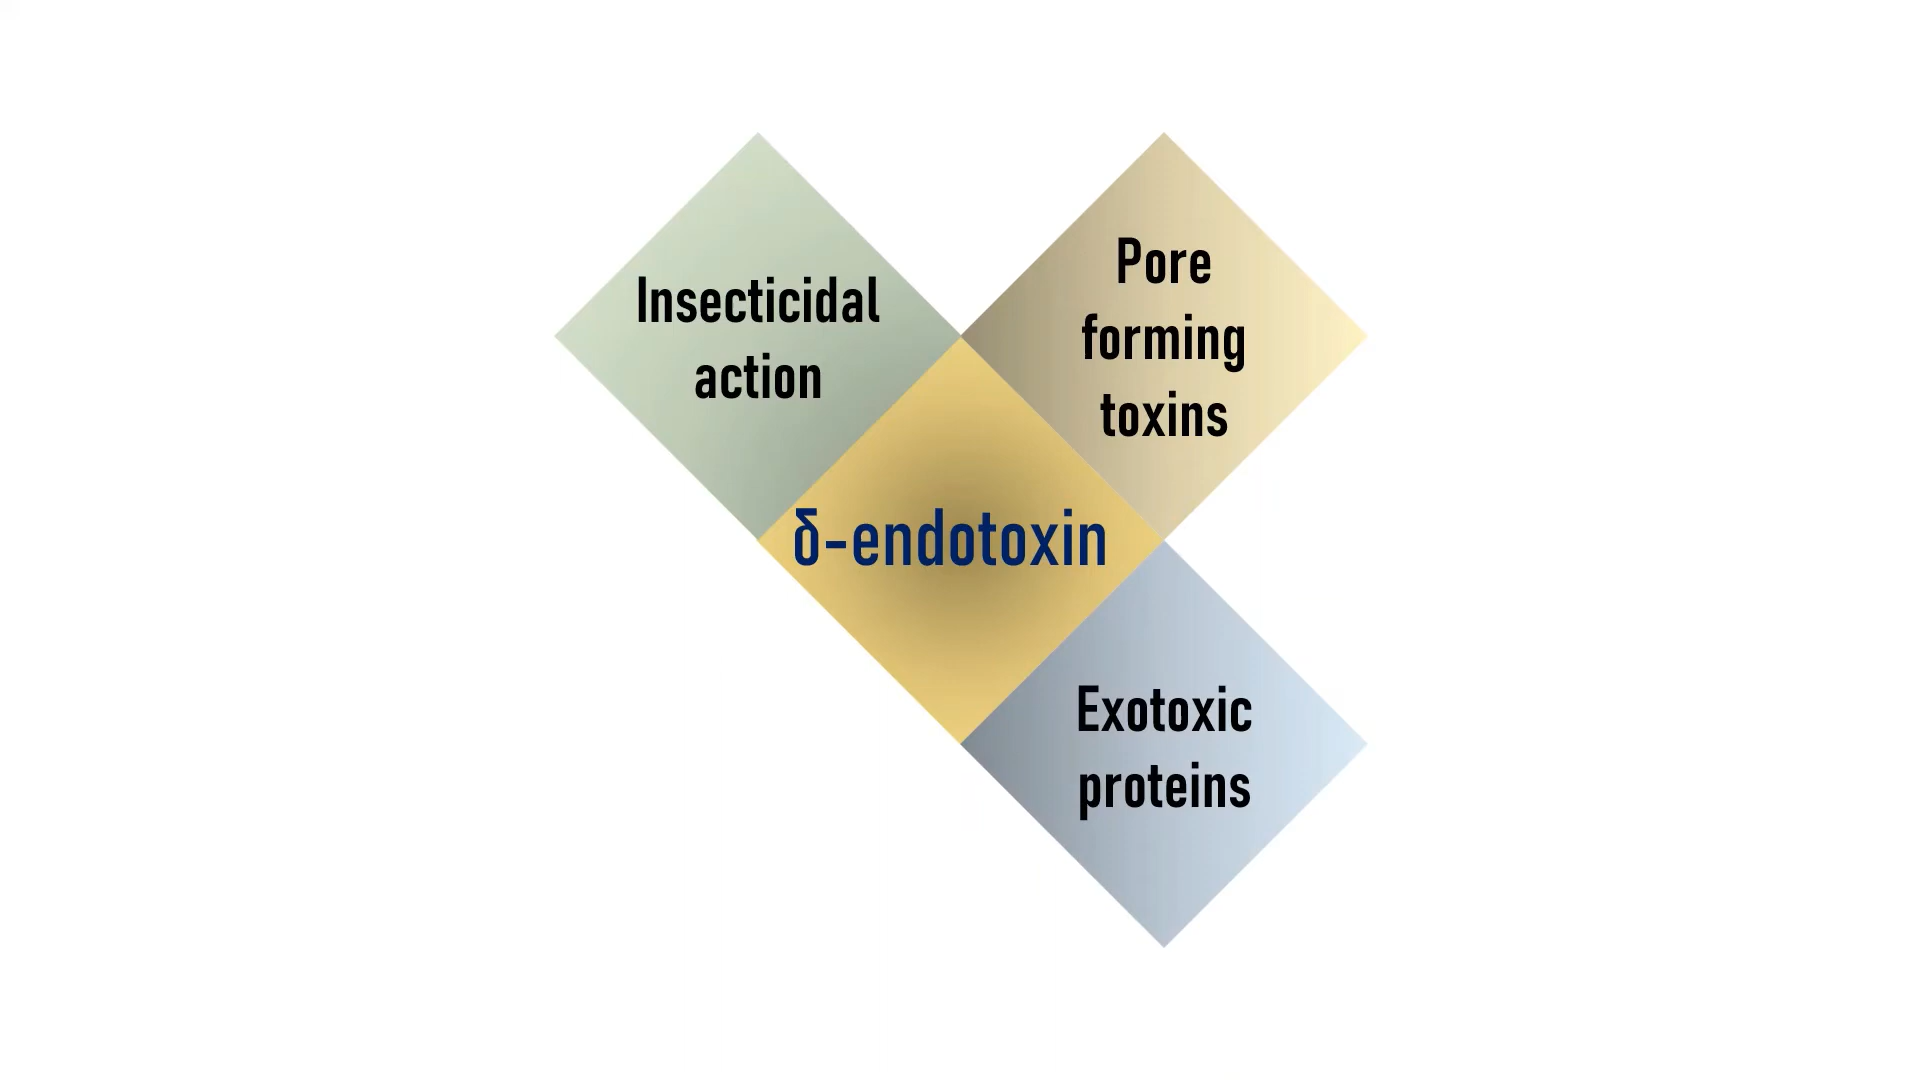 Insecticidal
action
Pore
forming
toxins
δ-endotoxin
Exotoxic
proteins